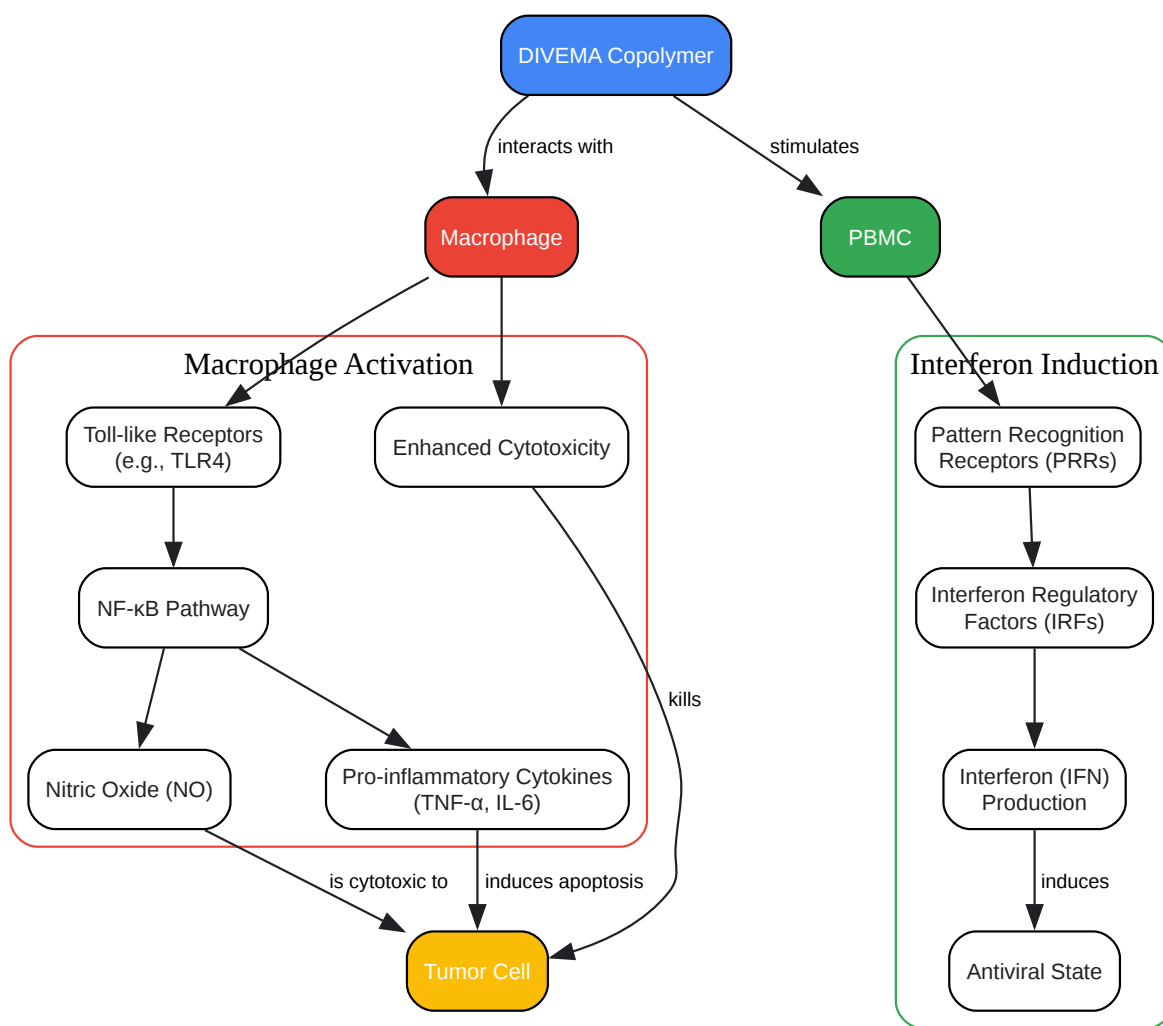 DIVEMA Copolymer
interacts with
stimulates
Macrophage
PBMC
Macrophage Activation
Interferon Induction
Toll-like Receptors
(e.g., TLR4)
Enhanced Cytotoxicity
Pattern Recognition
Receptors (PRRs)
NF-κB Pathway
Interferon Regulatory
Factors (IRFs)
kills
Nitric Oxide (NO)
Pro-inflammatory Cytokines
(TNF-α, IL-6)
Interferon (IFN)
Production
is cytotoxic to
induces apoptosis
induces
Tumor Cell
Antiviral State